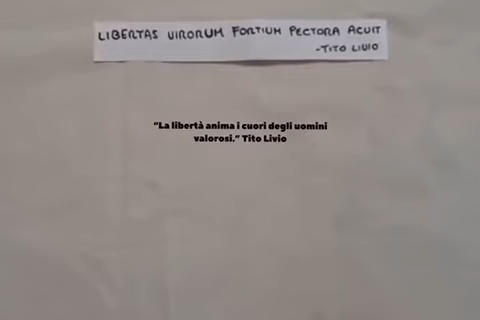 LIBERTAS VIRORUM FORTIUM PECTORA ACUIT
-TITO LIVIO
"La libertà anima i cuori degli uomini
valorosi." Tito Livio